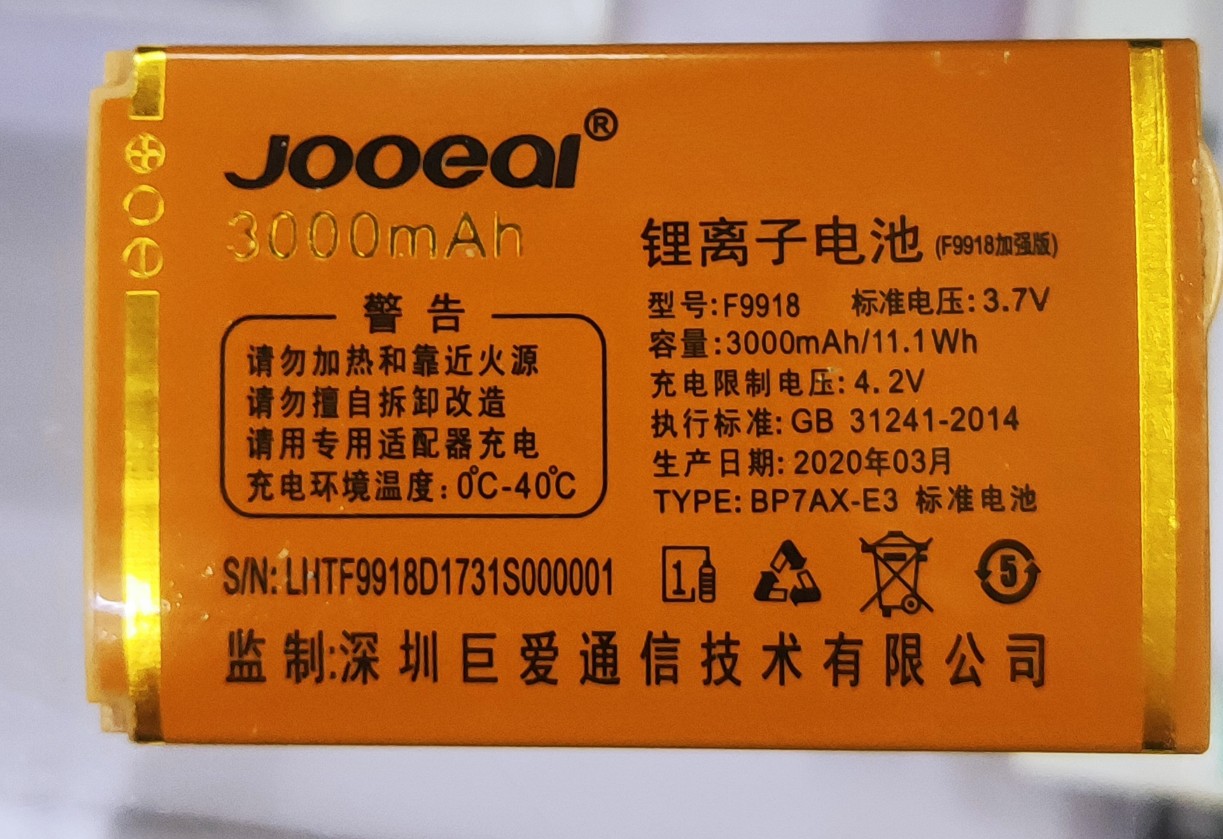 Jooeal®
3000mAh
锂离子电池(F9918加强版)
警告
请勿加热和靠近火源
请勿擅自拆卸改造
请用专用适配器充电
充电环境温度:0℃-40℃
型号:F9918 标准电压:3.7V
容量:3000mAh/11.1Wh
充电限制电压:4.2V
执行标准:GB 31241-2014
生产日期:2020年03月
TYPE: BP7AX-E3 标准电池
S/N: LHTF9918D1731S000001
1
5
监制:深圳巨爱通信技术有限公司